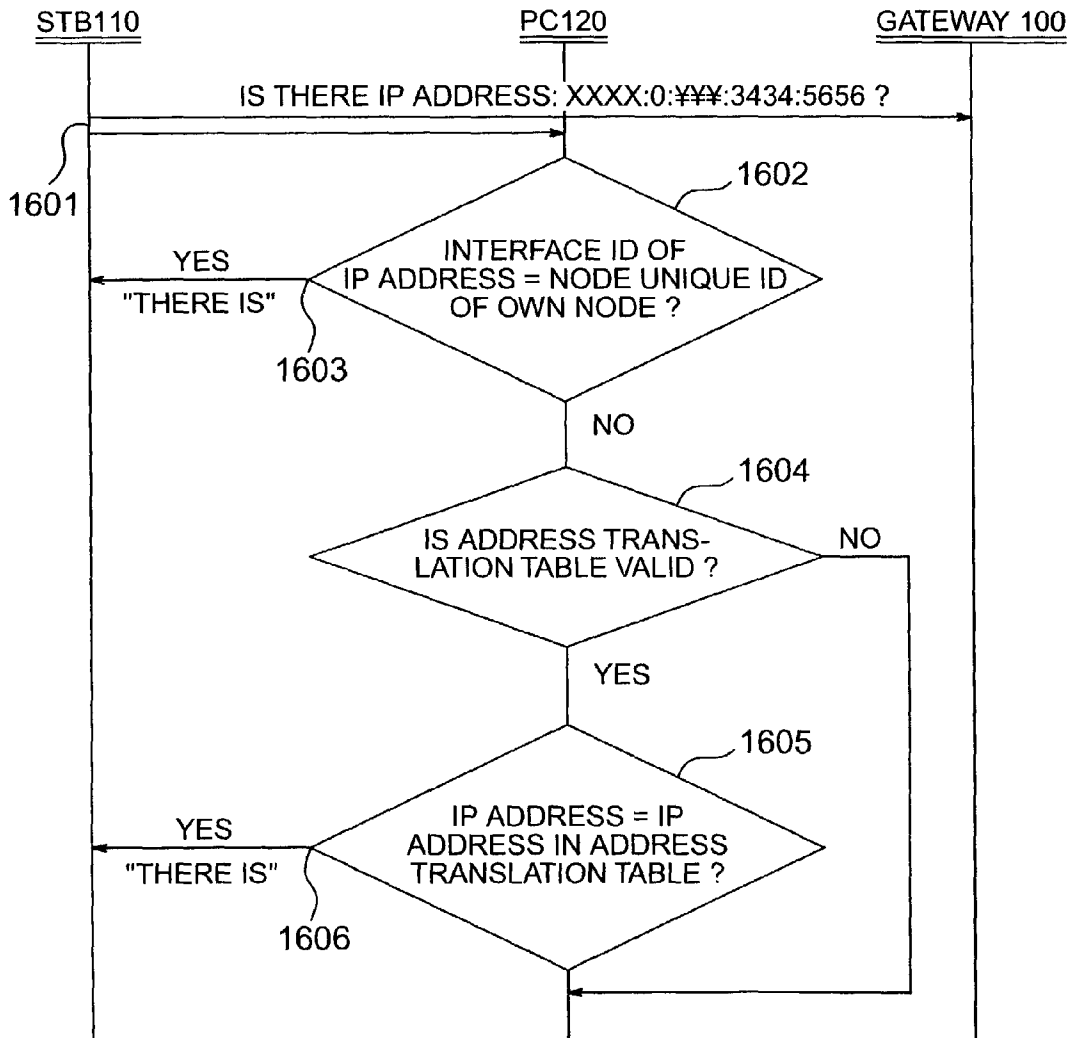 STB110
PC120
GATEWAY 100
IS THERE IP ADDRESS: XXXX:0:¥¥¥:3434:5656 ?
1601
1602
INTERFACE ID OF
IP ADDRESS = NODE UNIQUE ID
OF OWN NODE ?
YES
"THERE IS"
1603
NO
1604
IS ADDRESS TRANS-
LATION TABLE VALID ?
NO
YES
1605
IP ADDRESS = IP
ADDRESS IN ADDRESS
TRANSLATION TABLE ?
YES
"THERE IS"
1606